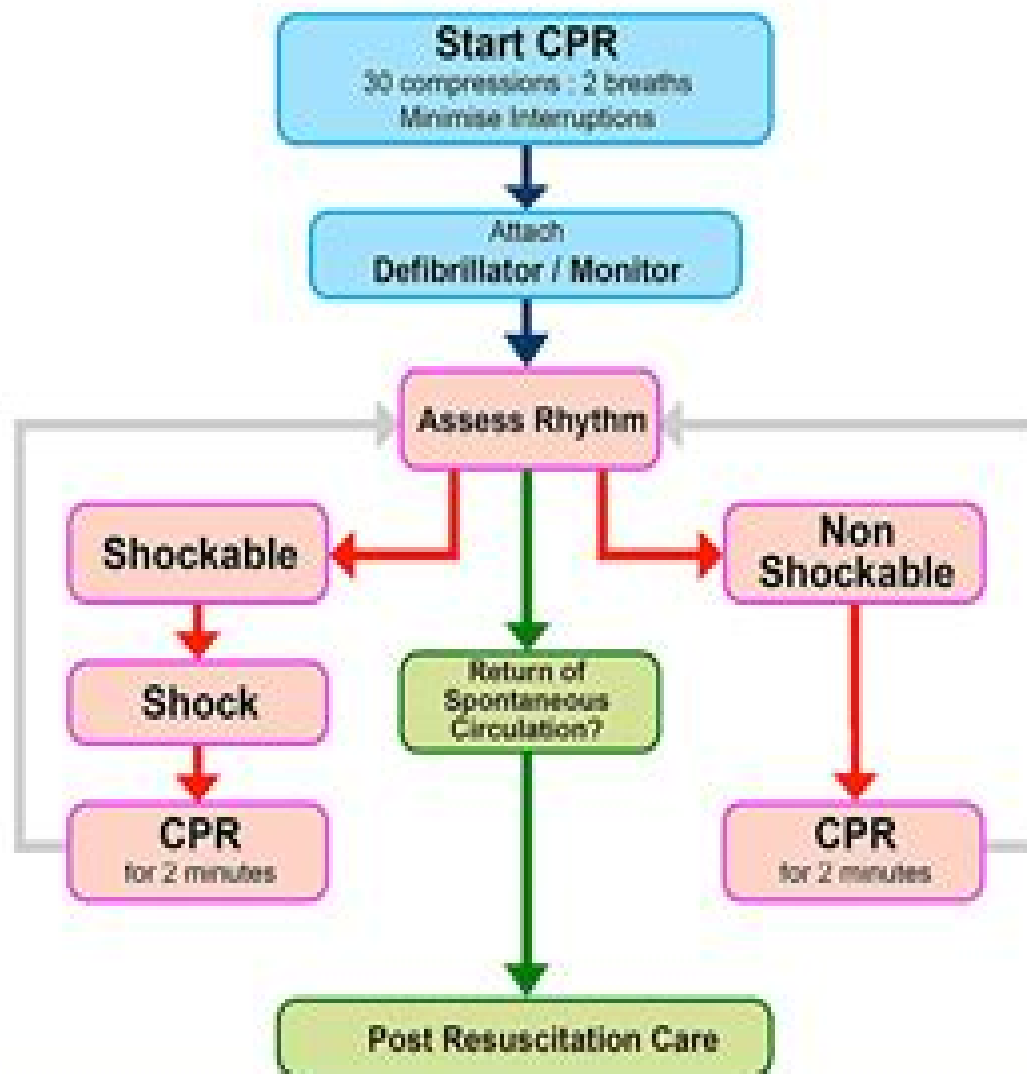 Start CPR
30 compressions : 2 breaths
Minimise Interruptions
Attach
Defibrillator / Monitor
Assess Rhythm
Shockable
Non
Shockable
Shock
Return of
Spontaneous
Circulation?
CPR
for 2 minutes
CPR
for 2 minutes
Post Resuscitation Care